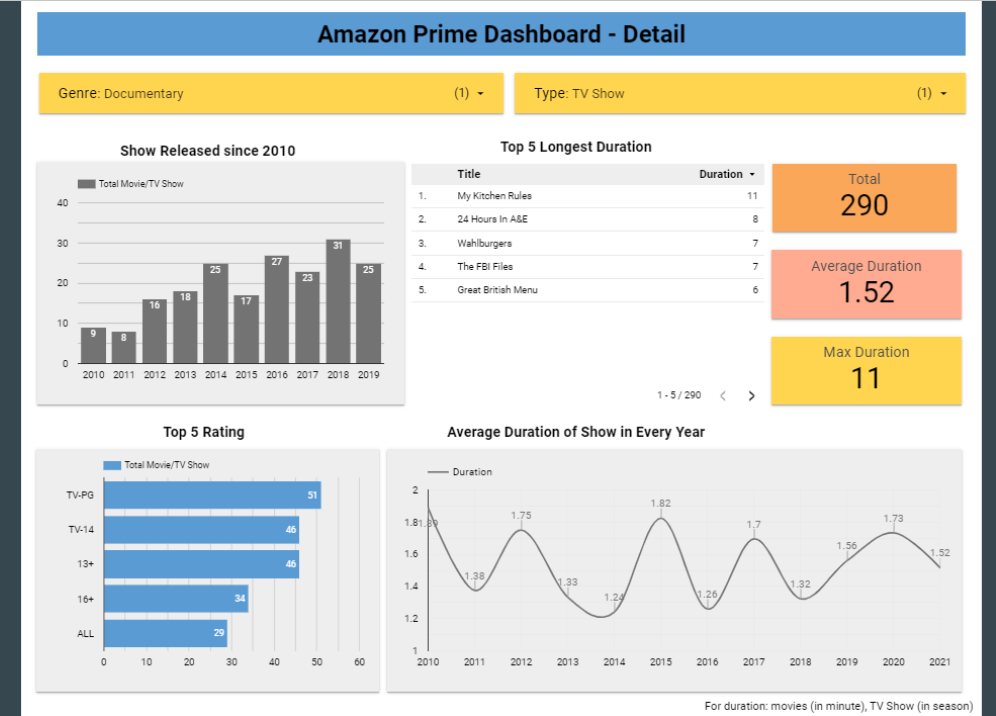 Amazon Prime Dashboard - Detail
Genre: Documentary (1)
Type: TV Show (1)
Show Released since 2010
Total Movie/TV Show
40
30
20
10
0
9 8 16 18 25 17 27 23 31 25
2010 2011 2012 2013 2014 2015 2016 2017 2018 2019
Top 5 Longest Duration
Title Duration
1. My Kitchen Rules 11
2. 24 Hours In A&E 8
3. Wahlburgers 7
4. The FBI Files 7
5. Great British Menu 6
1 - 5 / 290
Total
290
Average Duration
1.52
Max Duration
11
Top 5 Rating
Total Movie/TV Show
TV-PG 51
TV-14 46
13+ 46
16+ 34
ALL 29
0 10 20 30 40 50 60
Average Duration of Show in Every Year
Duration
2
1.8
1.6
1.4
1.2
1
1.89 1.38 1.75 1.33 1.24 1.82 1.26 1.7 1.32 1.56 1.73 1.52
2010 2011 2012 2013 2014 2015 2016 2017 2018 2019 2020 2021
For duration: movies (in minute), TV Show (in season)